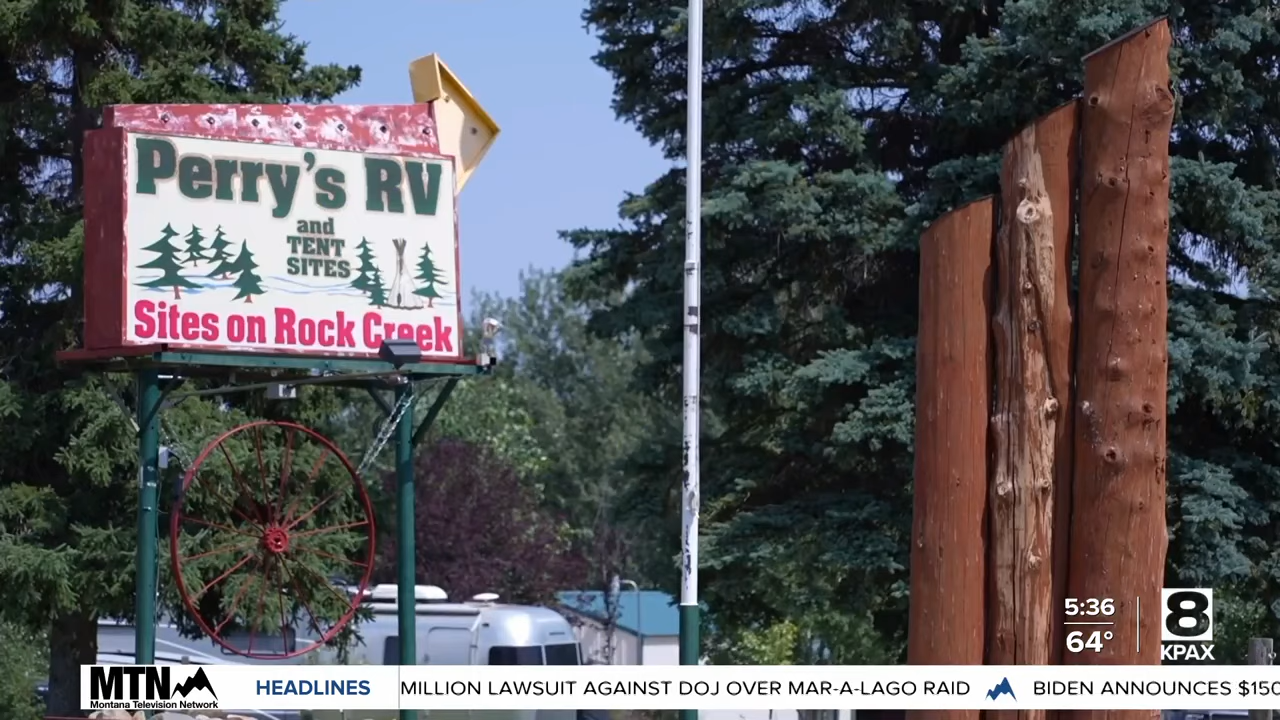 Perry's RV
and
TENT
SITES
Sites on Rock Creek
5:36
64°
8
KPAX
MTN
Montana Television Network
HEADLINES
MILLION LAWSUIT AGAINST DOJ OVER MAR-A-LAGO RAID
BIDEN ANNOUNCES $150